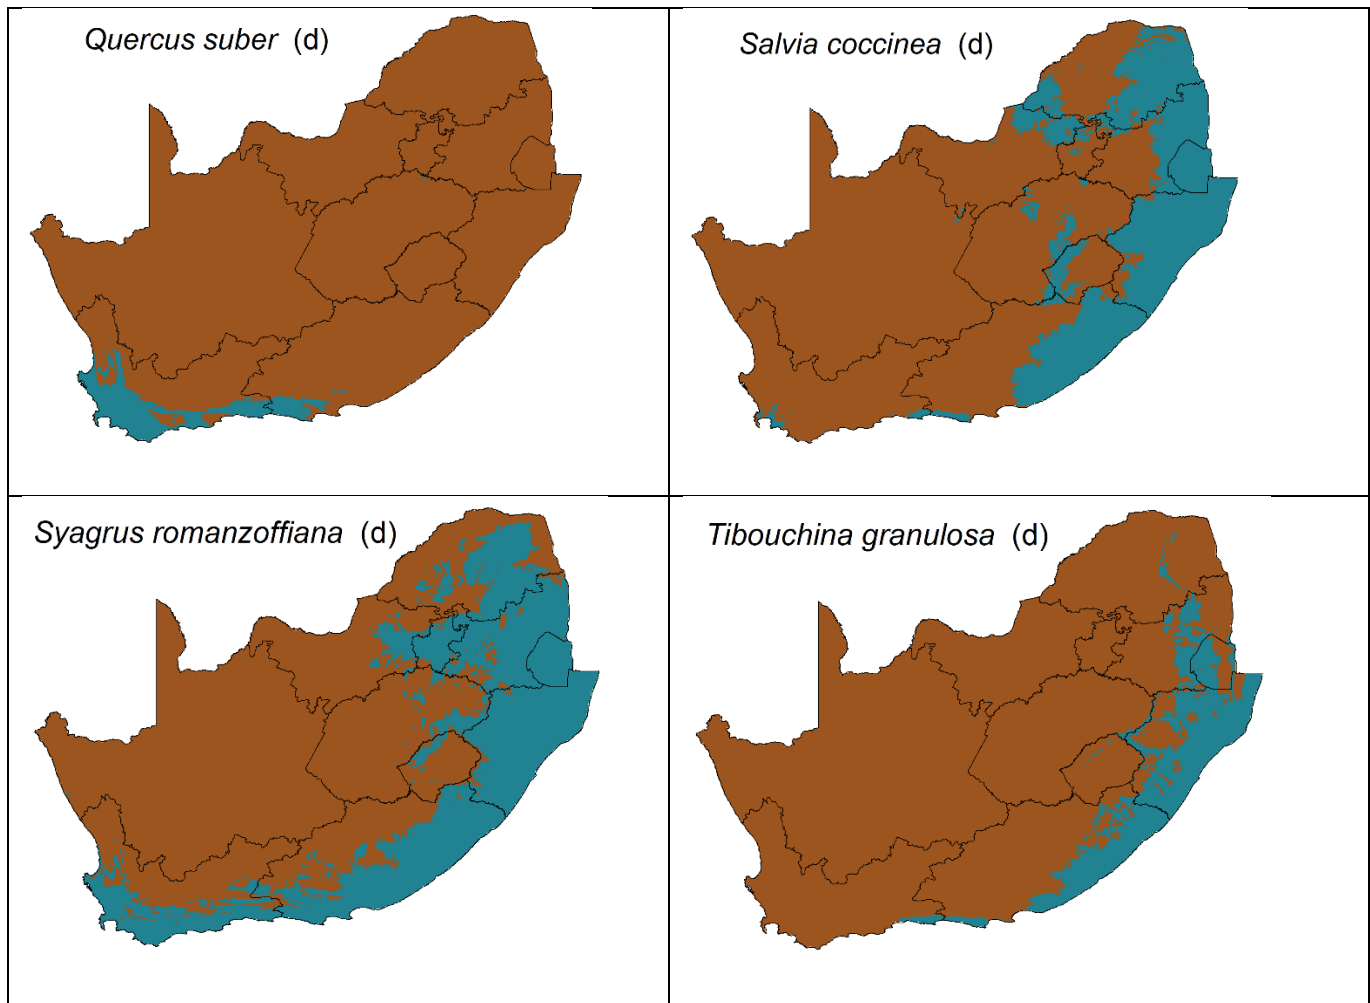 Quercus suber (d)
Salvia coccinea (d)
Syagrus romanzoffiana (d)
Tibouchina granulosa (d)